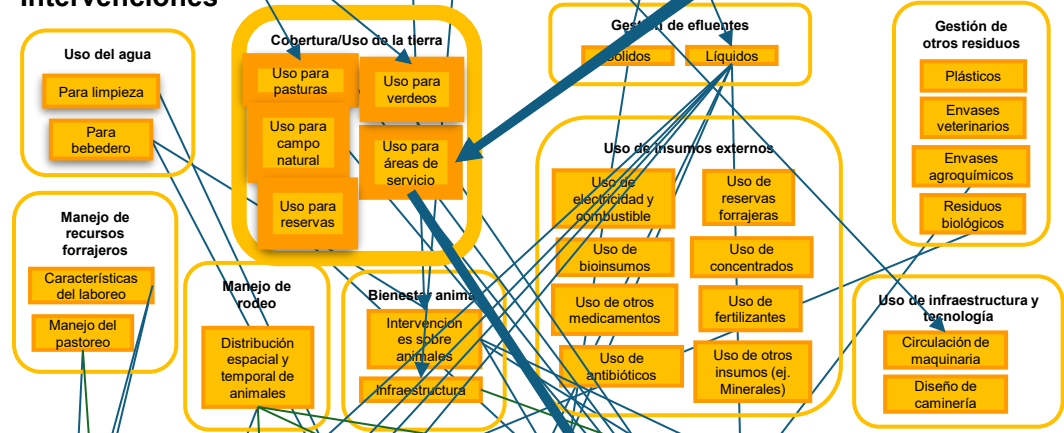 intervenciones
Uso del agua
Para limpieza
Para
bebedero
Cobertura/Uso de la tierra
Uso para
pasturas
Uso para
verdeos
Uso para
campo
natural
Uso para
áreas de
servicio
Uso para
reservas
Gestión de efluentes
Sólidos
Líquidos
Gestión de
otros residuos
Plásticos
Envases
veterinarios
Envases
agroquímicos
Residuos
biológicos
Manejo de
recursos
forrajeros
Características
del laboreo
Manejo del
pastoreo
Manejo de
rodeo
Distribución
espacial y
temporal de
animales
Bienestar animal
Intervencion
es sobre
animales
Infraestructura
Uso de insumos externos
Uso de
electricidad y
combustible
Uso de
reservas
forrajeras
Uso de
bioinsumos
Uso de
concentrados
Uso de otros
medicamentos
Uso de
fertilizantes
Uso de
antibióticos
Uso de otros
insumos (ej.
Minerales)
Uso de infraestructura y
tecnología
Circulación de
maquinaria
Diseño de
caminería